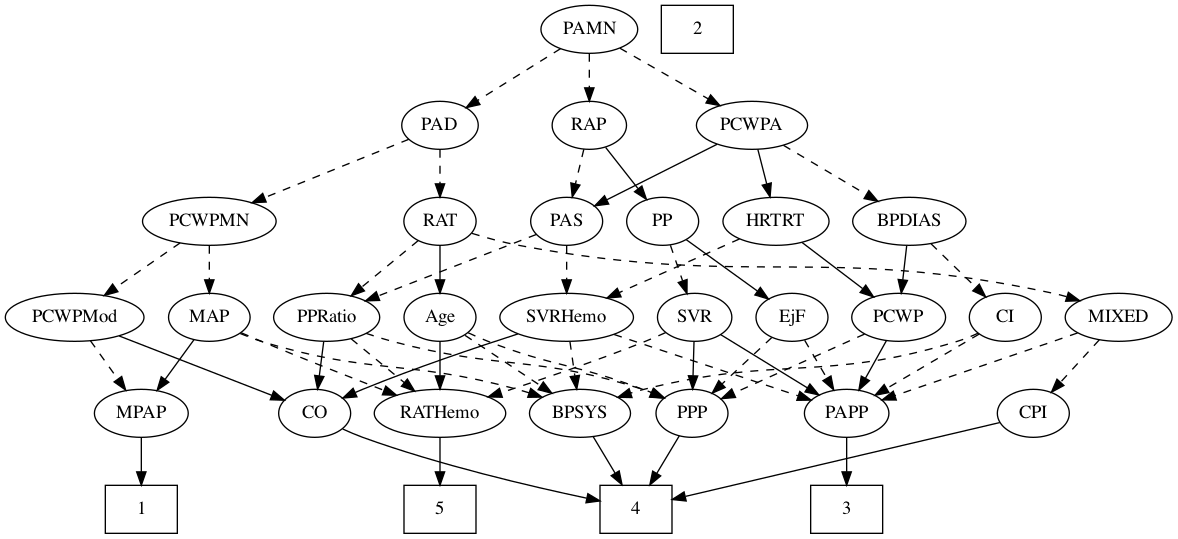 PAMN 2
PAD RAP PCWPA
PCWPMN RAT PAS PP HRTRT BPDIAS
PCWPMod MAP PPRatio Age SVRHemo SVR EjF PCWP CI MIXED
MPAP CO RATHemo BPSYS PPP PAPP CPI
1 5 4 3